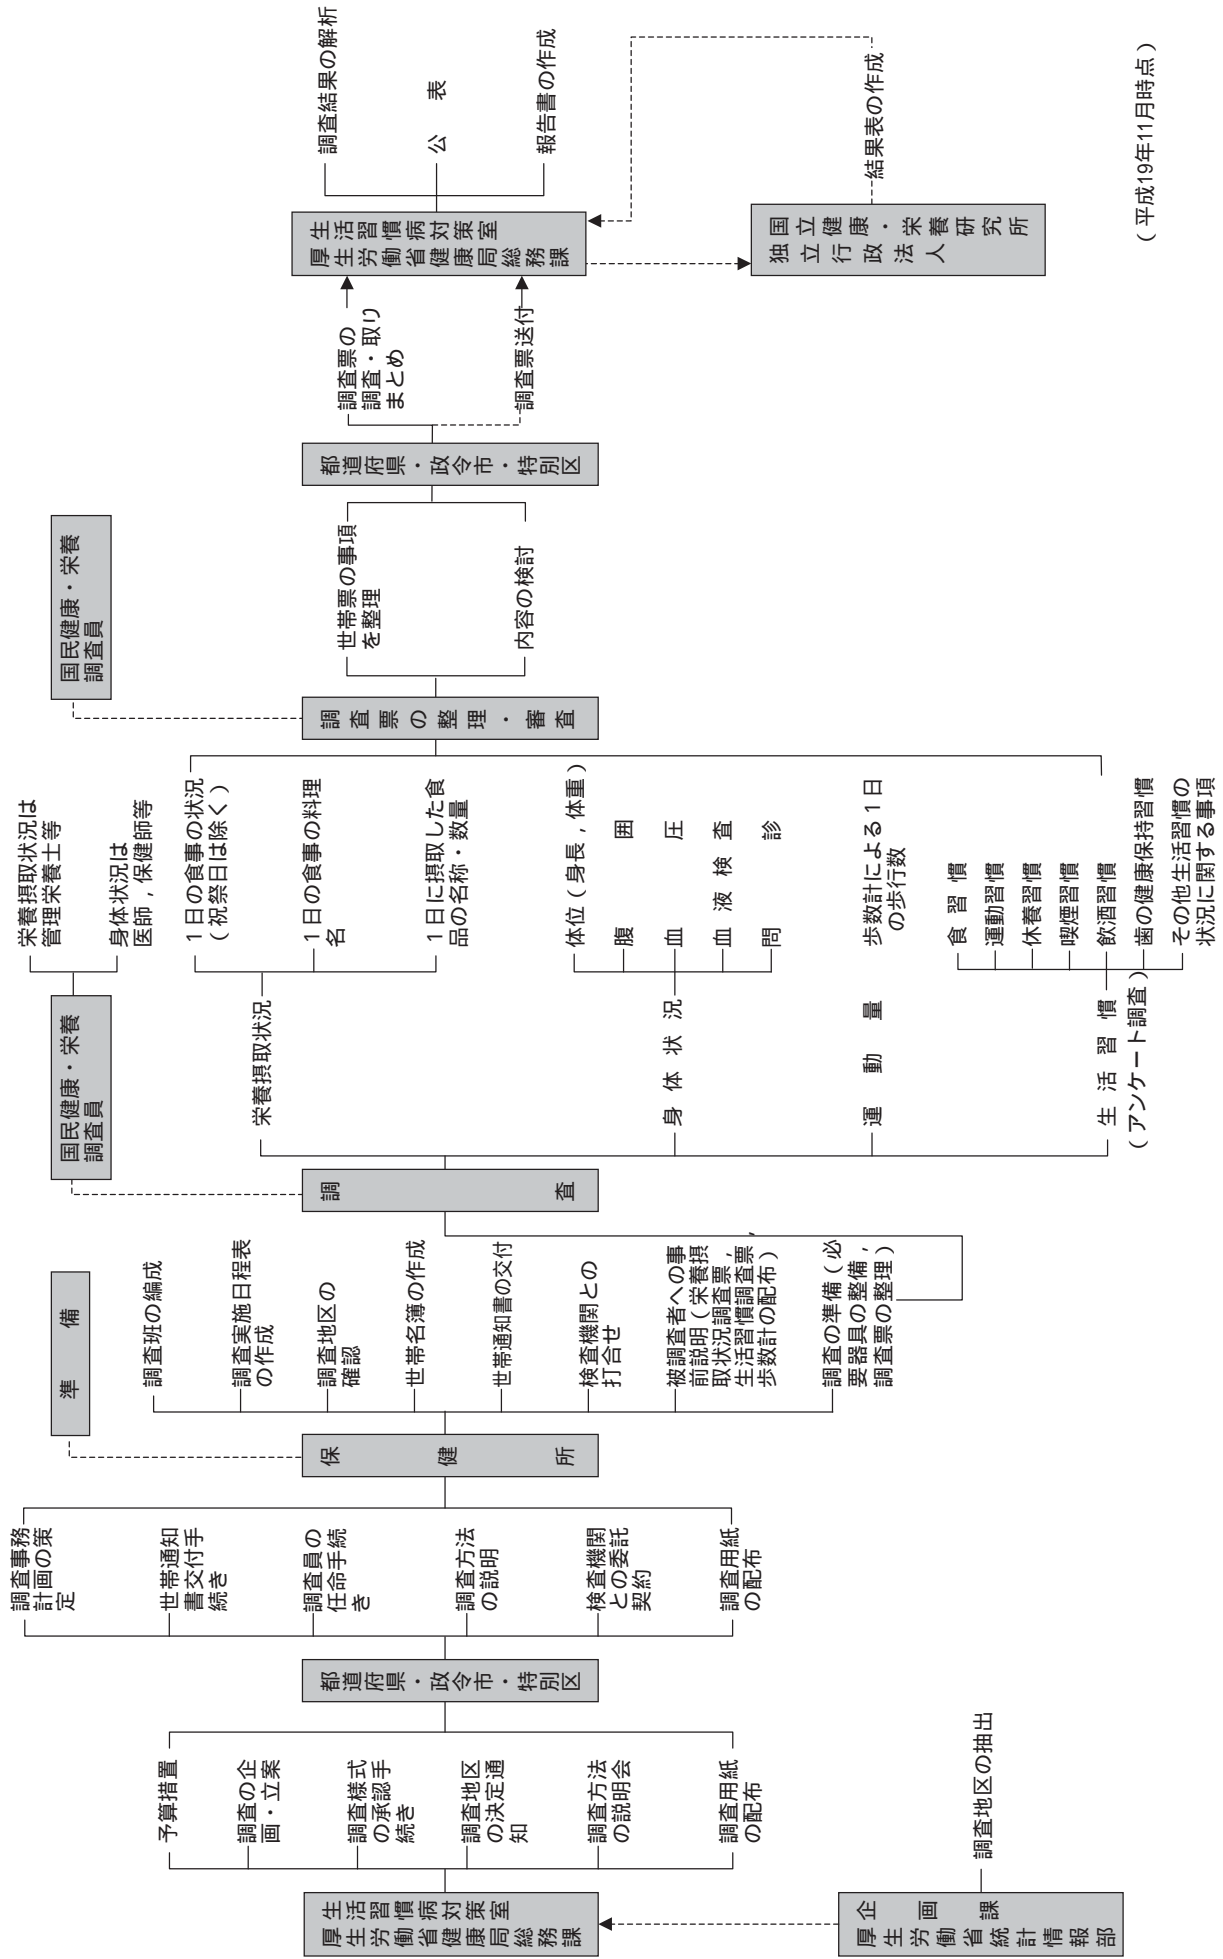 厚生労働省健康局総務課
生活習慣病対策室
厚生労働省統計情報部
企画課
調査地区の抽出
予算措置
調査の企
画・立案
調査様式
の承認手
続き
調査地区
の決定通
知
調査方法
の説明会
調査用紙
の配布
都道府県・政令市・特別区
調査事務
計画の策
定
世帯通知
書交付手
続き
調査員の
任命手続
き
調査方法
の説明
検査機関
との委託
契約
調査用紙
の配布
準備
保健所
調査班の編成
調査実施日程表
の作成
調査地区の
確認
世帯名簿の作成
世帯通知書の交付
検査機関との
打合せ
被調査者への事
前説明(栄養摂
取状況調査票,
生活習慣調査票,
歩数計の配布)
調査の準備(必
要器具の整備,
調査票の整理)
国民健康・栄養
調査員
栄養摂取状況は
管理栄養士等
身体状況は
医師,保健師等
調査
栄養摂取状況
1日の食事の状況
(祝祭日は除く)
1日の食事の料理
名
1日に摂取した食
品の名称・数量
身体状況
体位(身長,体重)
腹囲
血圧
血液検査
問診
運動量
歩数計による1日
の歩行数
生活習慣
(アンケート調査)
食習慣
運動習慣
休養習慣
喫煙習慣
飲酒習慣
歯の健康保持習慣
その他生活習慣の
状況に関する事項
国民健康・栄養
調査員
調査票の整理・審査
世帯票の事項
を整理
内容の検討
都道府県・政令市・特別区
調査票の
調査・取り
まとめ
調査票送付
厚生労働省健康局総務課
生活習慣病対策室
調査結果の解析
公表
報告書の作成
独立行政法人
国立健康・栄養研究所
結果表の作成
(平成19年11月時点)